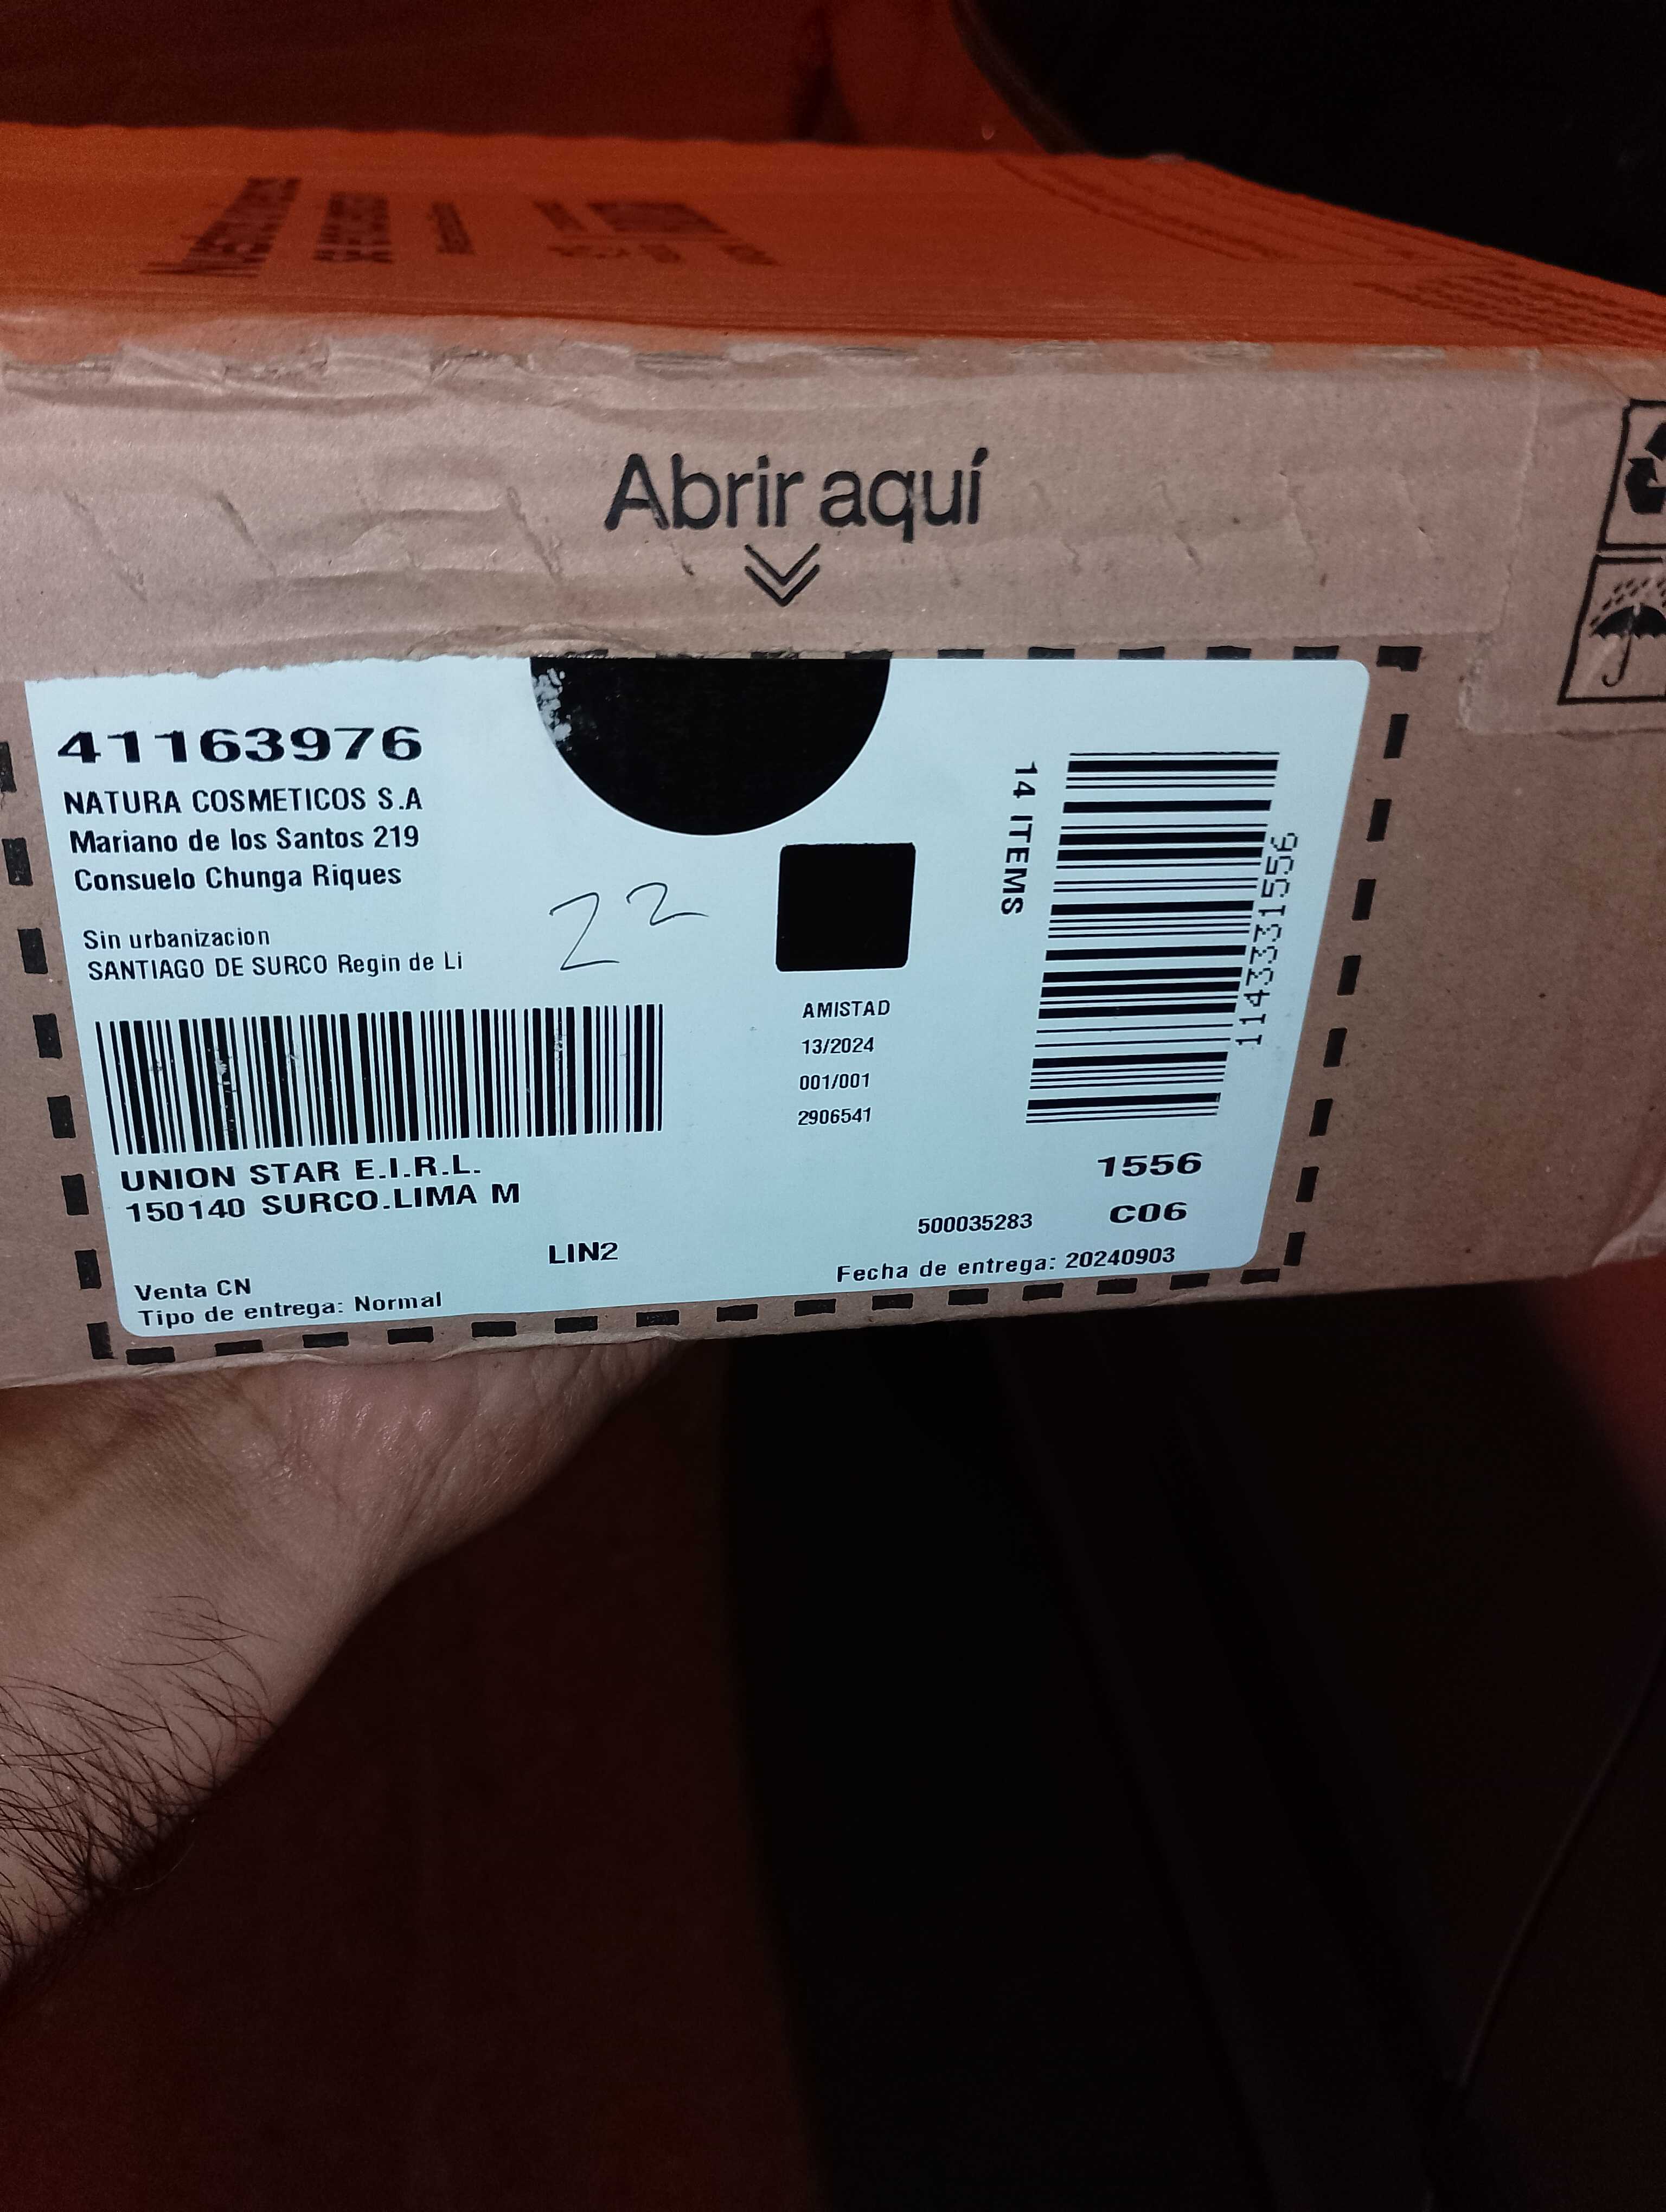 Abrir aquí
41163976
NATURA COSMETICOS S.A
Mariano de los Santos 219
Consuelo Chunga Riques
Sin urbanizacion
SANTIAGO DE SURCO Regin de Li
22
14 ITEMS
114333331556
AMISTAD
13/2024
001/001
2906541
UNION STAR E.I.R.L.
150140 SURCO.LIMA M
1556
C06
500035283
LIN2
Fecha de entrega: 20240903
Venta CN
Tipo de entrega: Normal